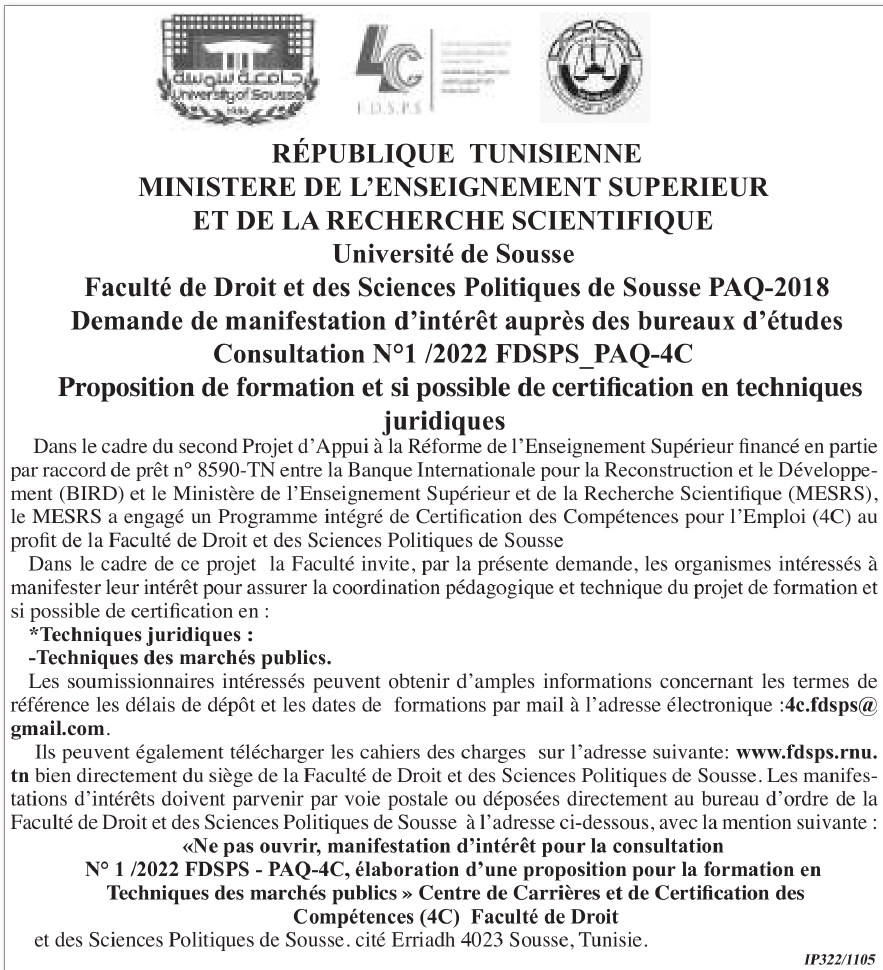 جامعة سوسة
University of Sousse
4C
F.D.S.P.S
RÉPUBLIQUE TUNISIENNE
MINISTERE DE L’ENSEIGNEMENT SUPERIEUR
ET DE LA RECHERCHE SCIENTIFIQUE
Université de Sousse
Faculté de Droit et des Sciences Politiques de Sousse PAQ-2018
Demande de manifestation d’intérêt auprès des bureaux d’études
Consultation N°1 /2022 FDSPS_PAQ-4C
Proposition de formation et si possible de certification en techniques
juridiques
Dans le cadre du second Projet d’Appui à la Réforme de l’Enseignement Supérieur financé en partie
par raccord de prêt n° 8590-TN entre la Banque Internationale pour la Reconstruction et le Développe-
ment (BIRD) et le Ministère de l’Enseignement Supérieur et de la Recherche Scientifique (MESRS),
le MESRS a engagé un Programme intégré de Certification des Compétences pour l’Emploi (4C) au
profit de la Faculté de Droit et des Sciences Politiques de Sousse
Dans le cadre de ce projet la Faculté invite, par la présente demande, les organismes intéressés à
manifester leur intérêt pour assurer la coordination pédagogique et technique du projet de formation et
si possible de certification en :
*Techniques juridiques :
-Techniques des marchés publics.
Les soumissionnaires intéressés peuvent obtenir d’amples informations concernant les termes de
référence les délais de dépôt et les dates de formations par mail à l’adresse électronique :4c.fdsps@
gmail.com.
Ils peuvent également télécharger les cahiers des charges sur l’adresse suivante: www.fdsps.rnu.
tn bien directement du siège de la Faculté de Droit et des Sciences Politiques de Sousse. Les manifes-
tations d’intérêts doivent parvenir par voie postale ou déposées directement au bureau d’ordre de la
Faculté de Droit et des Sciences Politiques de Sousse à l’adresse ci-dessous, avec la mention suivante :
«Ne pas ouvrir, manifestation d’intérêt pour la consultation
N° 1 /2022 FDSPS - PAQ-4C, élaboration d’une proposition pour la formation en
Techniques des marchés publics » Centre de Carrières et de Certification des
Compétences (4C) Faculté de Droit
et des Sciences Politiques de Sousse. cité Erriadh 4023 Sousse, Tunisie.
IP322/1105